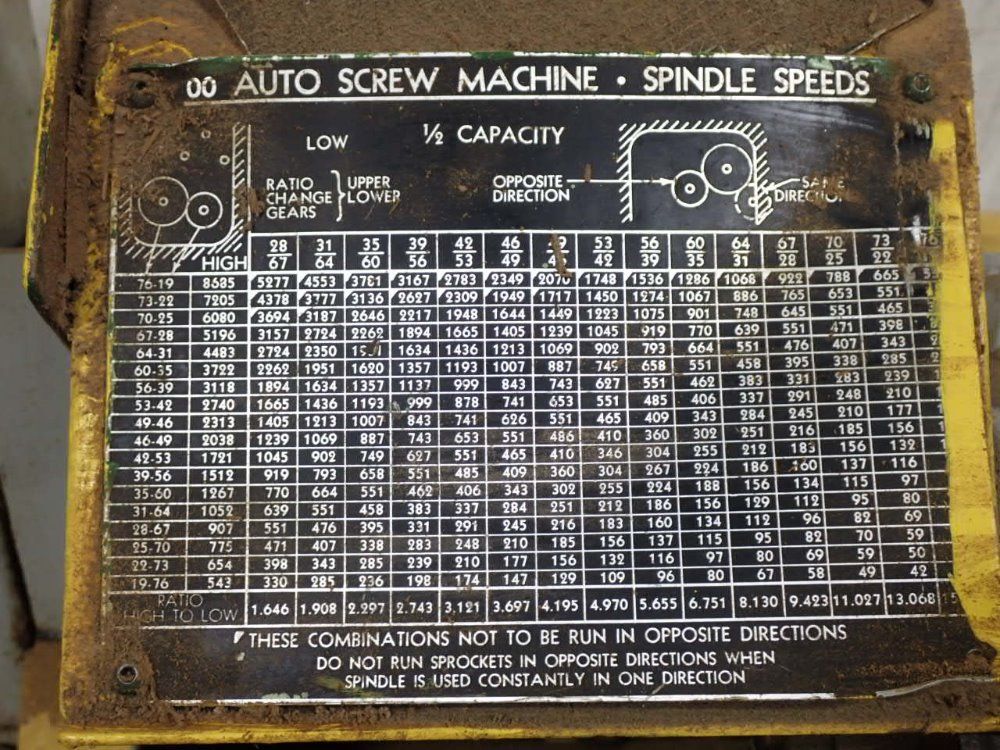 00 AUTO SCREW MACHINE • SPINDLE SPEEDS
LOW ½ CAPACITY
RATIO CHANGE GEARS } UPPER LOWER
OPPOSITE DIRECTION
28 31 35 39 42 46 53 56 60 64 67 70 73 76
HIGH 67 64 60 56 53 49 42 39 35 31 28 25 22
76-19 8685 5277 4553 3781 3167 2783 2349 2070 1748 1536 1286 1068 922 788 665
73-22 7205 4378 3777 3136 2627 2309 1949 1717 1450 1274 1067 886 765 653 551
70-25 6080 3694 3187 2646 2217 1948 1644 1449 1223 1075 901 748 645 551 465
67-28 5196 3157 2724 2262 1894 1665 1405 1239 1045 919 770 639 551 471 398
64-31 4483 2724 2350 1634 1436 1213 1069 902 793 664 551 476 407 343
60-35 3722 2262 1951 1620 1357 1193 1007 887 749 658 551 458 395 338 285
56-39 3118 1894 1634 1357 1137 999 843 743 627 551 462 383 331 283 239
53-42 2740 1665 1436 1193 999 878 741 653 551 485 406 337 291 248 210
49-46 2313 1405 1213 1007 843 741 626 551 465 409 343 284 245 210 177
46-49 2038 1239 1069 887 743 653 551 486 410 360 302 251 216 185 156
42-53 1721 1045 902 749 627 551 465 410 346 304 255 212 183 156 132
39-56 1512 919 793 658 551 485 409 360 304 267 224 186 160 137 116
35-60 1267 770 664 551 462 406 343 302 255 224 188 156 134 115 97
31-64 1052 639 551 458 383 337 284 251 212 186 156 129 112 95 80
28-67 907 551 476 395 331 291 245 216 183 160 134 112 96 82 69
25-70 775 471 407 338 283 248 210 185 156 137 115 95 82 70 59
22-73 654 398 343 285 239 210 177 156 132 116 97 80 69 59 50
19-76 543 330 285 236 198 174 147 129 109 96 80 67 58 49 42
RATIO HIGH TO LOW 1.646 1.908 2.297 2.743 3.121 3.697 4.195 4.970 5.655 6.751 8.130 9.423 11.027 13.068
THESE COMBINATIONS NOT TO BE RUN IN OPPOSITE DIRECTIONS
DO NOT RUN SPROCKETS IN OPPOSITE DIRECTIONS WHEN
SPINDLE IS USED CONSTANTLY IN ONE DIRECTION